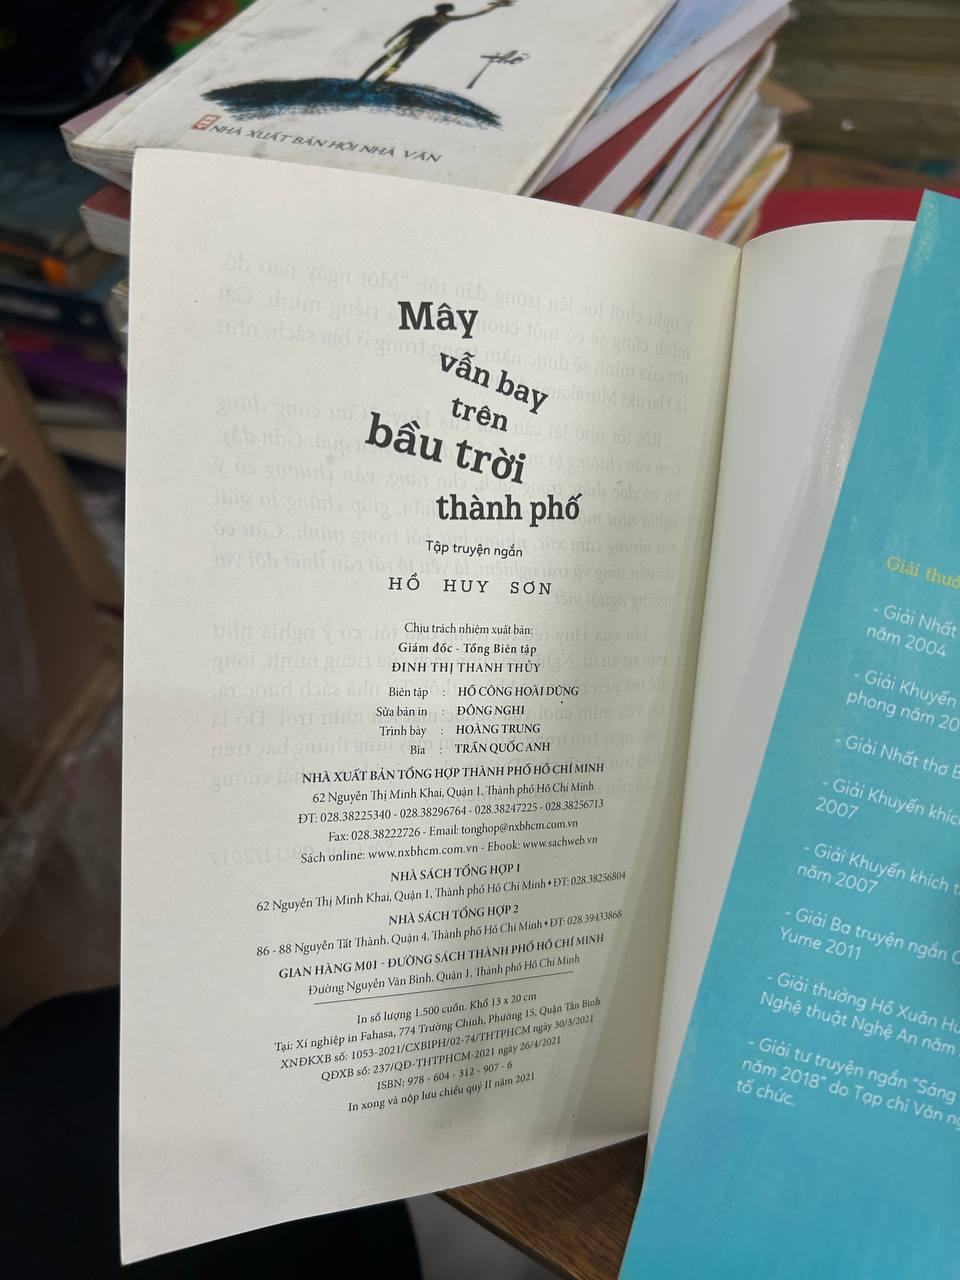 Thế
NHÀ XUẤT BẢN HỘI NHÀ VĂN
Mây
vẫn bay
trên
bầu trời
thành phố
Tập truyện ngắn
HỒ HUY SƠN
Chịu trách nhiệm xuất bản:
Giám đốc - Tổng Biên tập
ĐINH THỊ THANH THỦY
Biên tập : HỒ CÔNG HOÀI DŨNG
Sửa bản in : ĐÔNG NGHI
Trình bày : HOÀNG TRUNG
Bìa : TRẦN QUỐC ANH
NHÀ XUẤT BẢN TỔNG HỢP THÀNH PHỐ HỒ CHÍ MINH
62 Nguyễn Thị Minh Khai, Quận 1, Thành phố Hồ Chí Minh
ĐT: 028.38225340 - 028.38296764 - 028.38247225 - 028.38256713
Fax: 028.38222726 - Email: tonghop@nxbhcm.com.vn
Sách online: www.nxbhcm.com.vn - Ebook: www.sachweb.vn
NHÀ SÁCH TỔNG HỢP 1
62 Nguyễn Thị Minh Khai, Quận 1, Thành phố Hồ Chí Minh • ĐT: 028.38256804
NHÀ SÁCH TỔNG HỢP 2
86 - 88 Nguyễn Tất Thành, Quận 4, Thành phố Hồ Chí Minh • ĐT: 028.39433868
GIAN HÀNG M01 - ĐƯỜNG SÁCH THÀNH PHỐ HỒ CHÍ MINH
Đường Nguyễn Văn Bình, Quận 1, Thành phố Hồ Chí Minh
In số lượng 1.500 cuốn. Khổ 13 x 20 cm
Tại: Xí nghiệp in Fahasa, 774 Trường Chinh, Phường 15, Quận Tân Bình
XNĐKXB số: 1053-2021/CXBIPH/02-74/THTPHCM ngày 30/3/2021
QĐXB số: 237/QĐ-THTPHCM-2021 ngày 26/4/2021
ISBN: 978 - 604 - 312 - 907 - 6
In xong và nộp lưu chiểu quý II năm 2021
Giải thưở
- Giải Nhất
năm 2004
- Giải Khuyến
phong năm 20
- Giải Nhất thơ B
- Giải Khuyến khích
2007
- Giải Khuyến khích t
năm 2007
- Giải Ba truyện ngắn C
Yume 2011
- Giải thưởng Hồ Xuân Hư
Nghệ thuật Nghệ An năm
- Giải tư truyện ngắn "Sáng
năm 2018" do Tạp chí Văn ng
tổ chức.